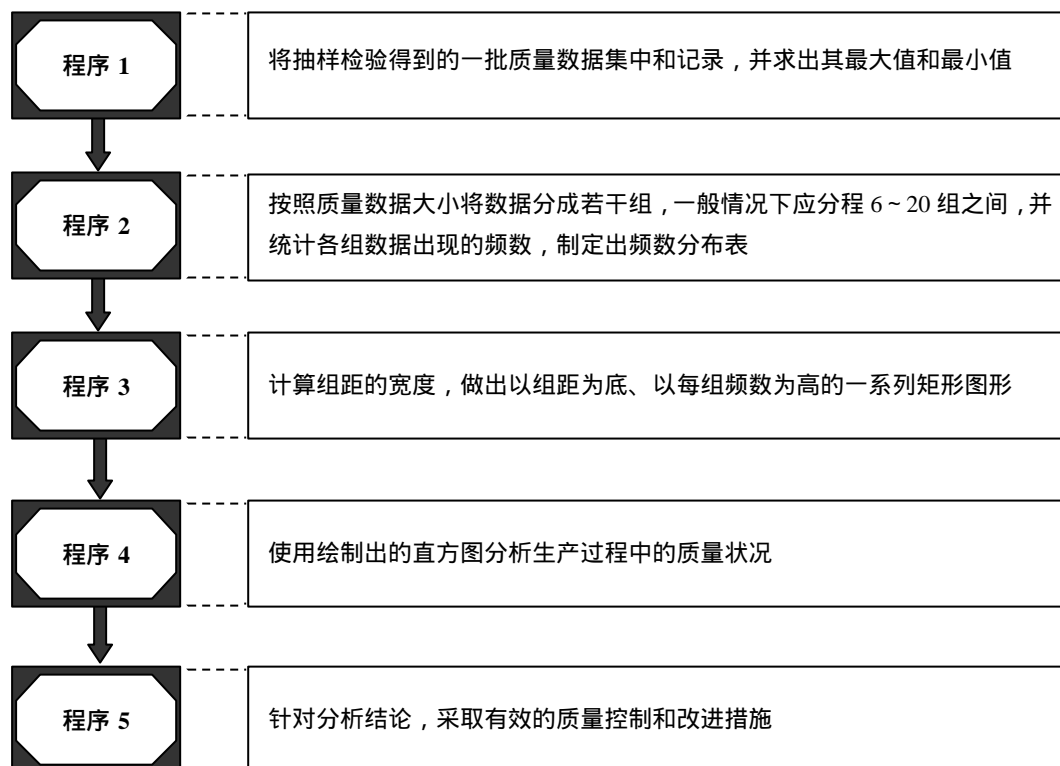 程序 1
将抽样检验得到的一批质量数据集中和记录，并求出其最大值和最小值
程序 2
按照质量数据大小将数据分成若干组，一般情况下应分程 6~20 组之间，并
统计各组数据出现的频数，制定出频数分布表
程序 3
计算组距的宽度，做出以组距为底、以每组频数为高的一系列矩形图形
程序 4
使用绘制出的直方图分析生产过程中的质量状况
程序 5
针对分析结论，采取有效的质量控制和改进措施